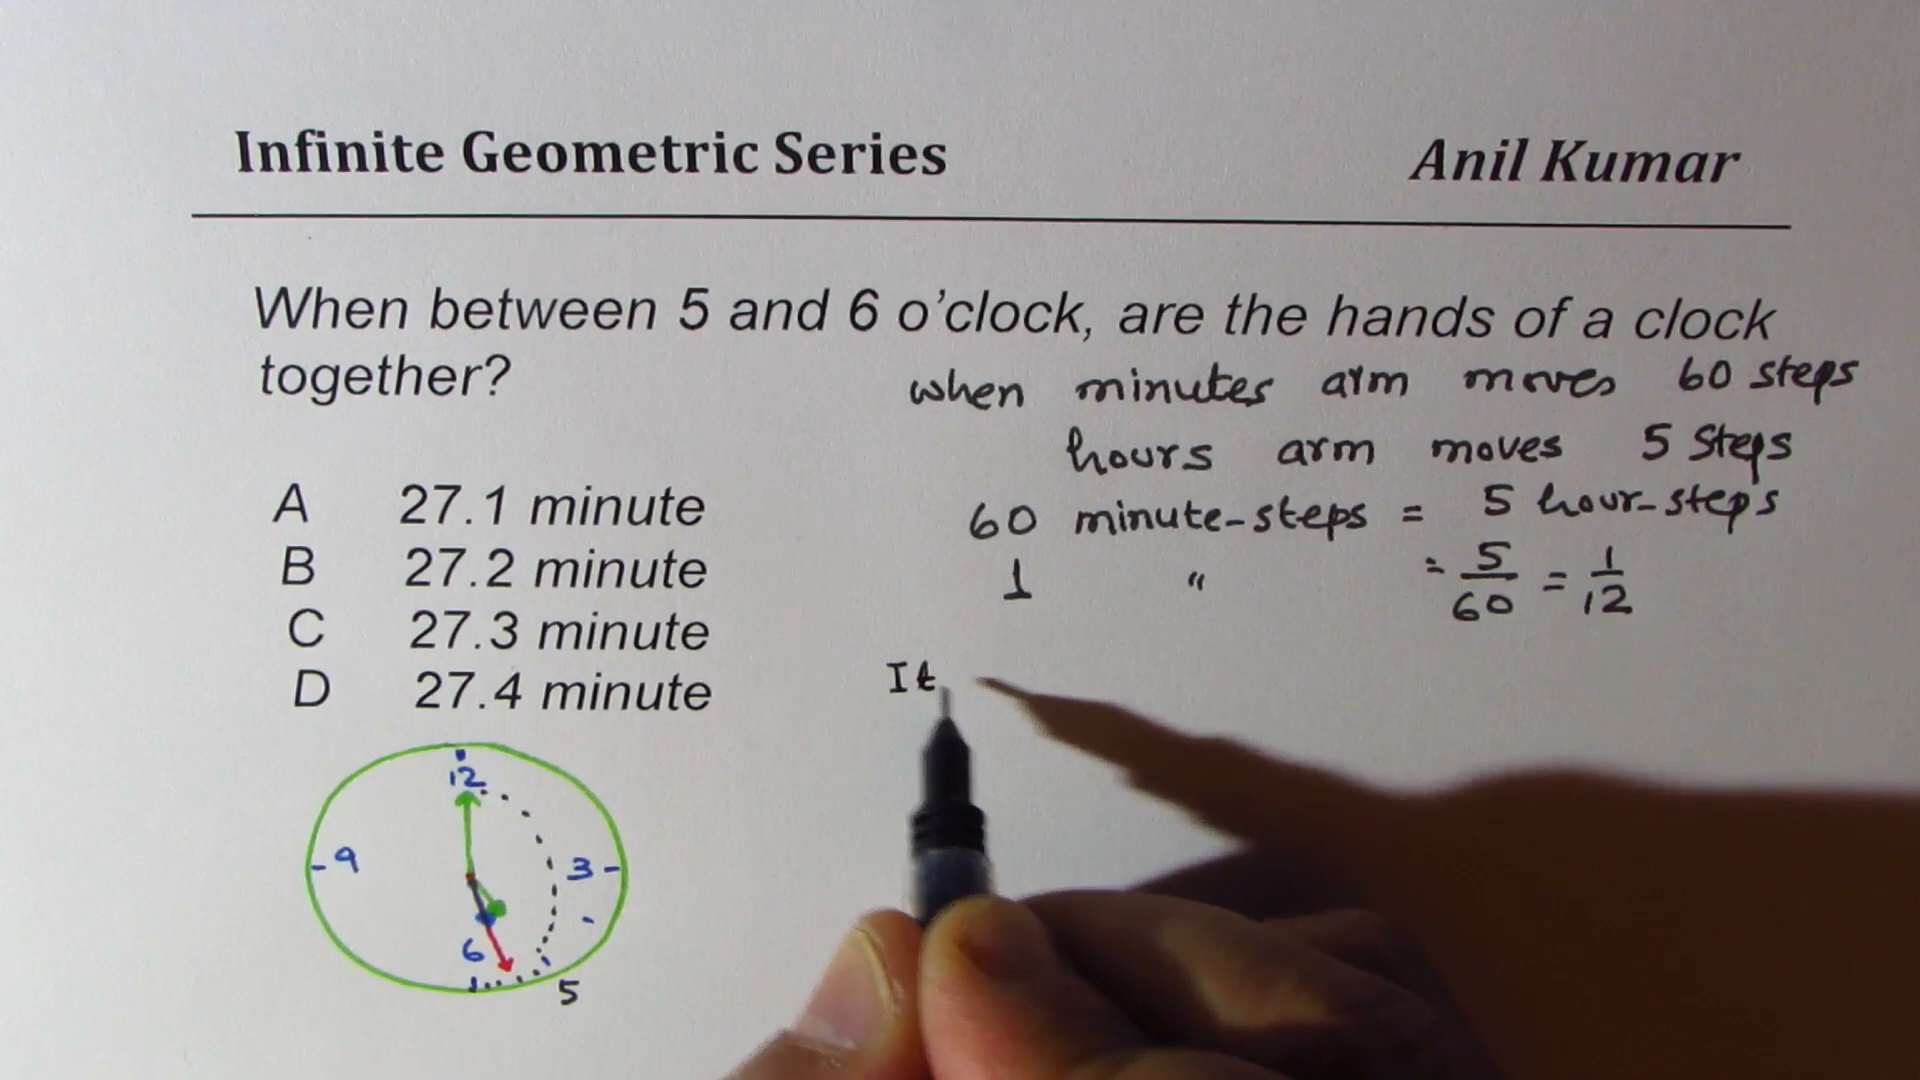 Infinite Geometric Series
Anil Kumar
When between 5 and 6 o’clock, are the hands of a clock
together?
when minutes arm moves 60 steps
hours arm moves 5 Steps
60 minute-steps = 5 hour-steps
1 " = 5/60 = 1/12
It
A 27.1 minute
B 27.2 minute
C 27.3 minute
D 27.4 minute
12
9
3
6
5